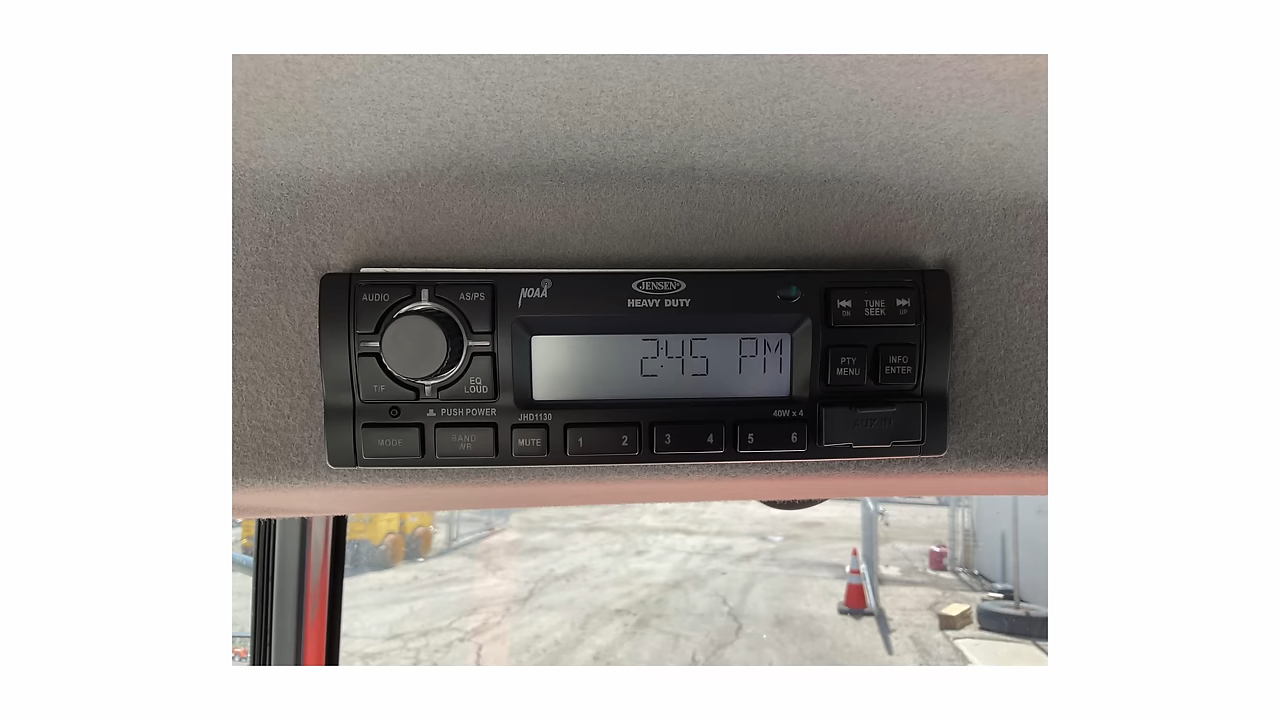 AUDIO
AS/PS
T/F
EQ
LOUD
NOAA
JENSEN®
HEAVY DUTY
2:45 PM
DN
TUNE
SEEK
UP
PTY
MENU
INFO
ENTER
PUSH POWER
JHD1130
40W x 4
MODE
BAND
WR
MUTE
1 2
3 4
5 6
AUX IN